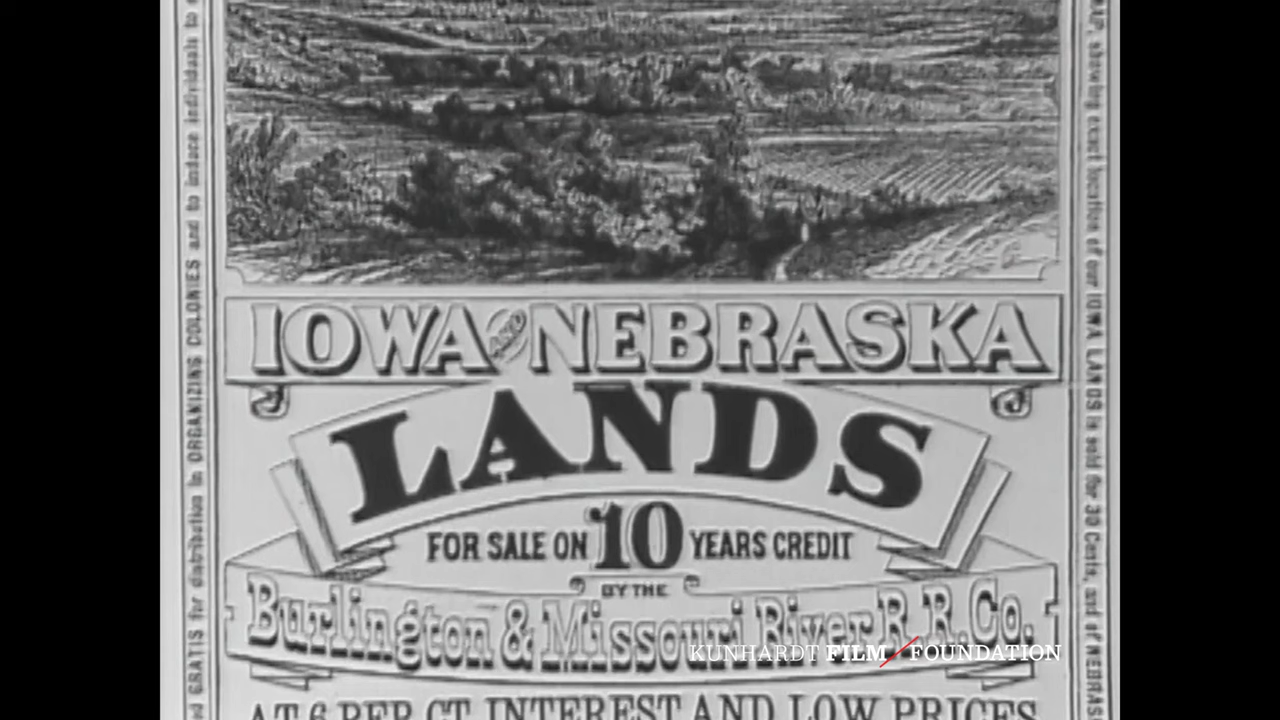 IOWA AND NEBRASKA
LANDS
FOR SALE ON 10 YEARS CREDIT
BY THE
Burlington & Missouri River R. R. Co.
AT 6 PER CT. INTEREST AND LOW PRICES
GRATIS for distribution in ORGANIZING COLONIES and to induce individuals to
MAP, showing exact location of our IOWA LANDS is sold for 30 Cents, and of NEBRAS
KUNHARDT FILM FOUNDATION